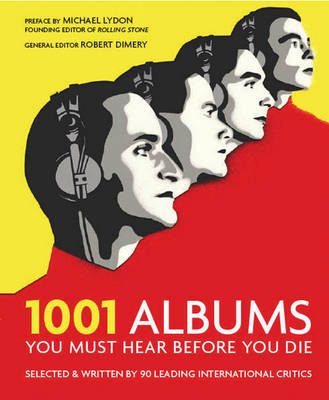 PREFACE BY MICHAEL LYDON
FOUNDING EDITOR OF ROLLING STONE
GENERAL EDITOR ROBERT DIMERY
1001 ALBUMS
YOU MUST HEAR BEFORE YOU DIE
SELECTED & WRITTEN BY 90 LEADING INTERNATIONAL CRITICS